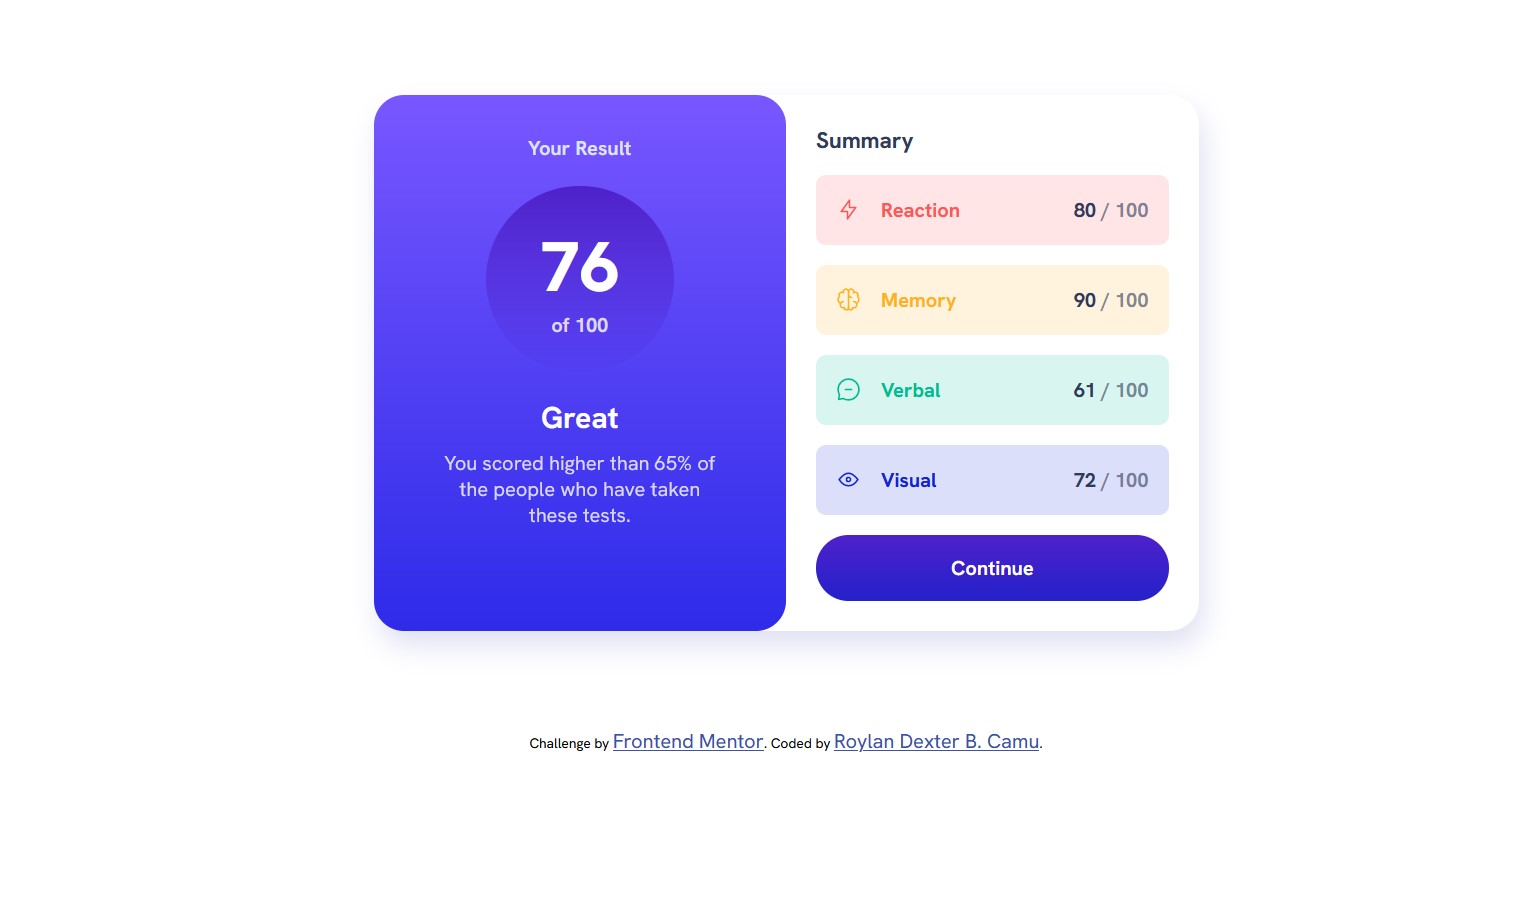 Your Result
76
of 100
Great
You scored higher than 65% of
the people who have taken
these tests.
Summary
Reaction 80 / 100
Memory 90 / 100
Verbal 61 / 100
Visual 72 / 100
Continue
Challenge by Frontend Mentor. Coded by Roylan Dexter B. Camu.